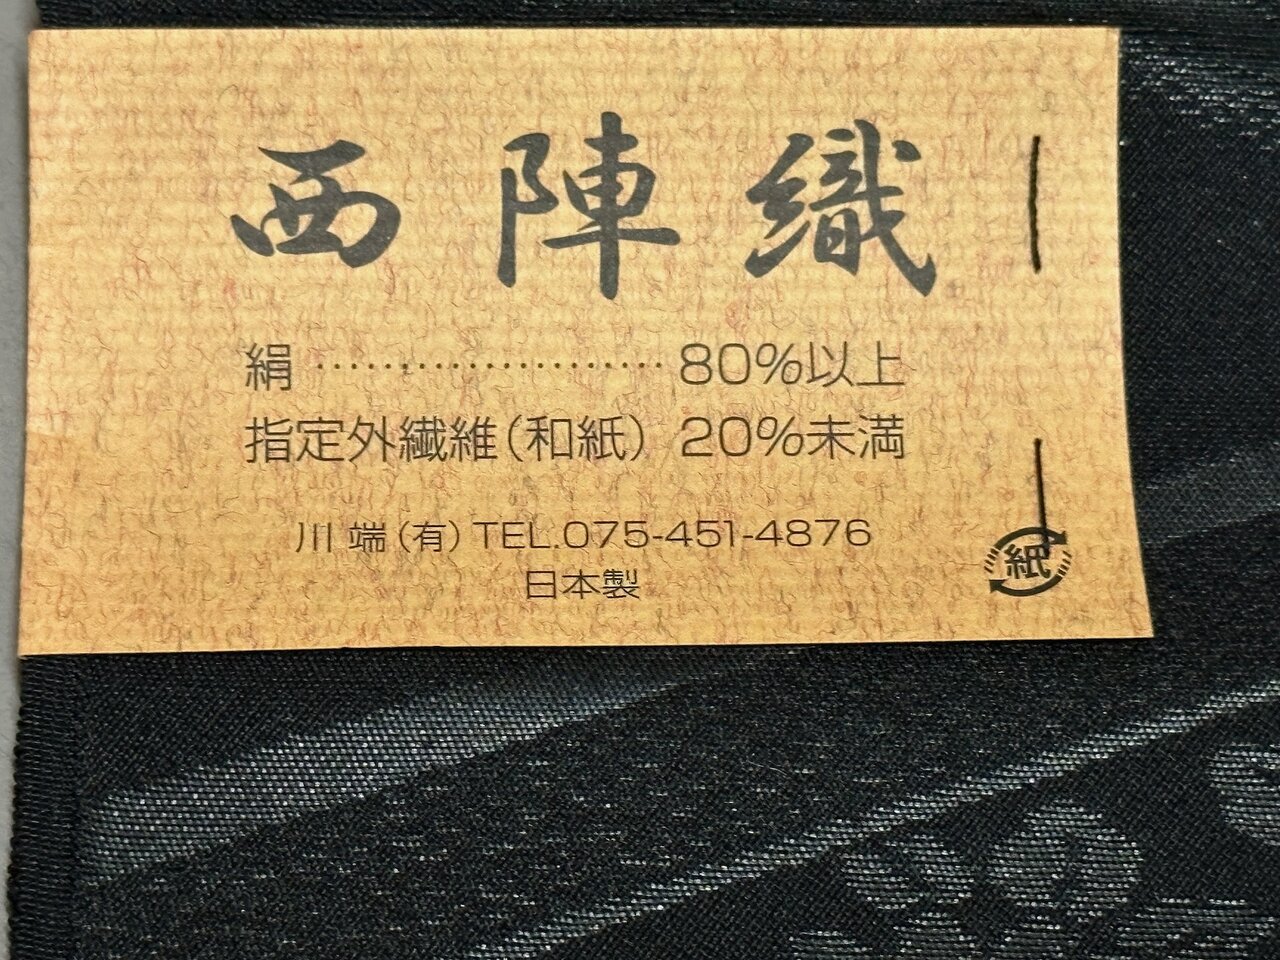 西陣織
絹 ‥‥‥‥‥‥‥‥‥‥ 80%以上
指定外繊維(和紙) 20%未満
川端(有) TEL.075-451-4876
日本製
紙